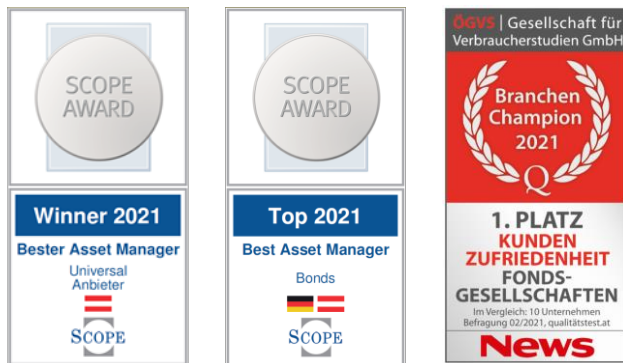 SCOPE
AWARD
Winner 2021
Bester Asset Manager
Universal
Anbieter
SCOPE
SCOPE
AWARD
Top 2021
Best Asset Manager
Bonds
SCOPE
ÖGVS | Gesellschaft für
Verbraucherstudien GmbH
Branchen
Champion
2021
Q
1. PLATZ
KUNDEN
ZUFRIEDENHEIT
FONDS-
GESELLSCHAFTEN
Im Vergleich: 10 Unternehmen
Befragung 02/2021, qualitätstest.at
News